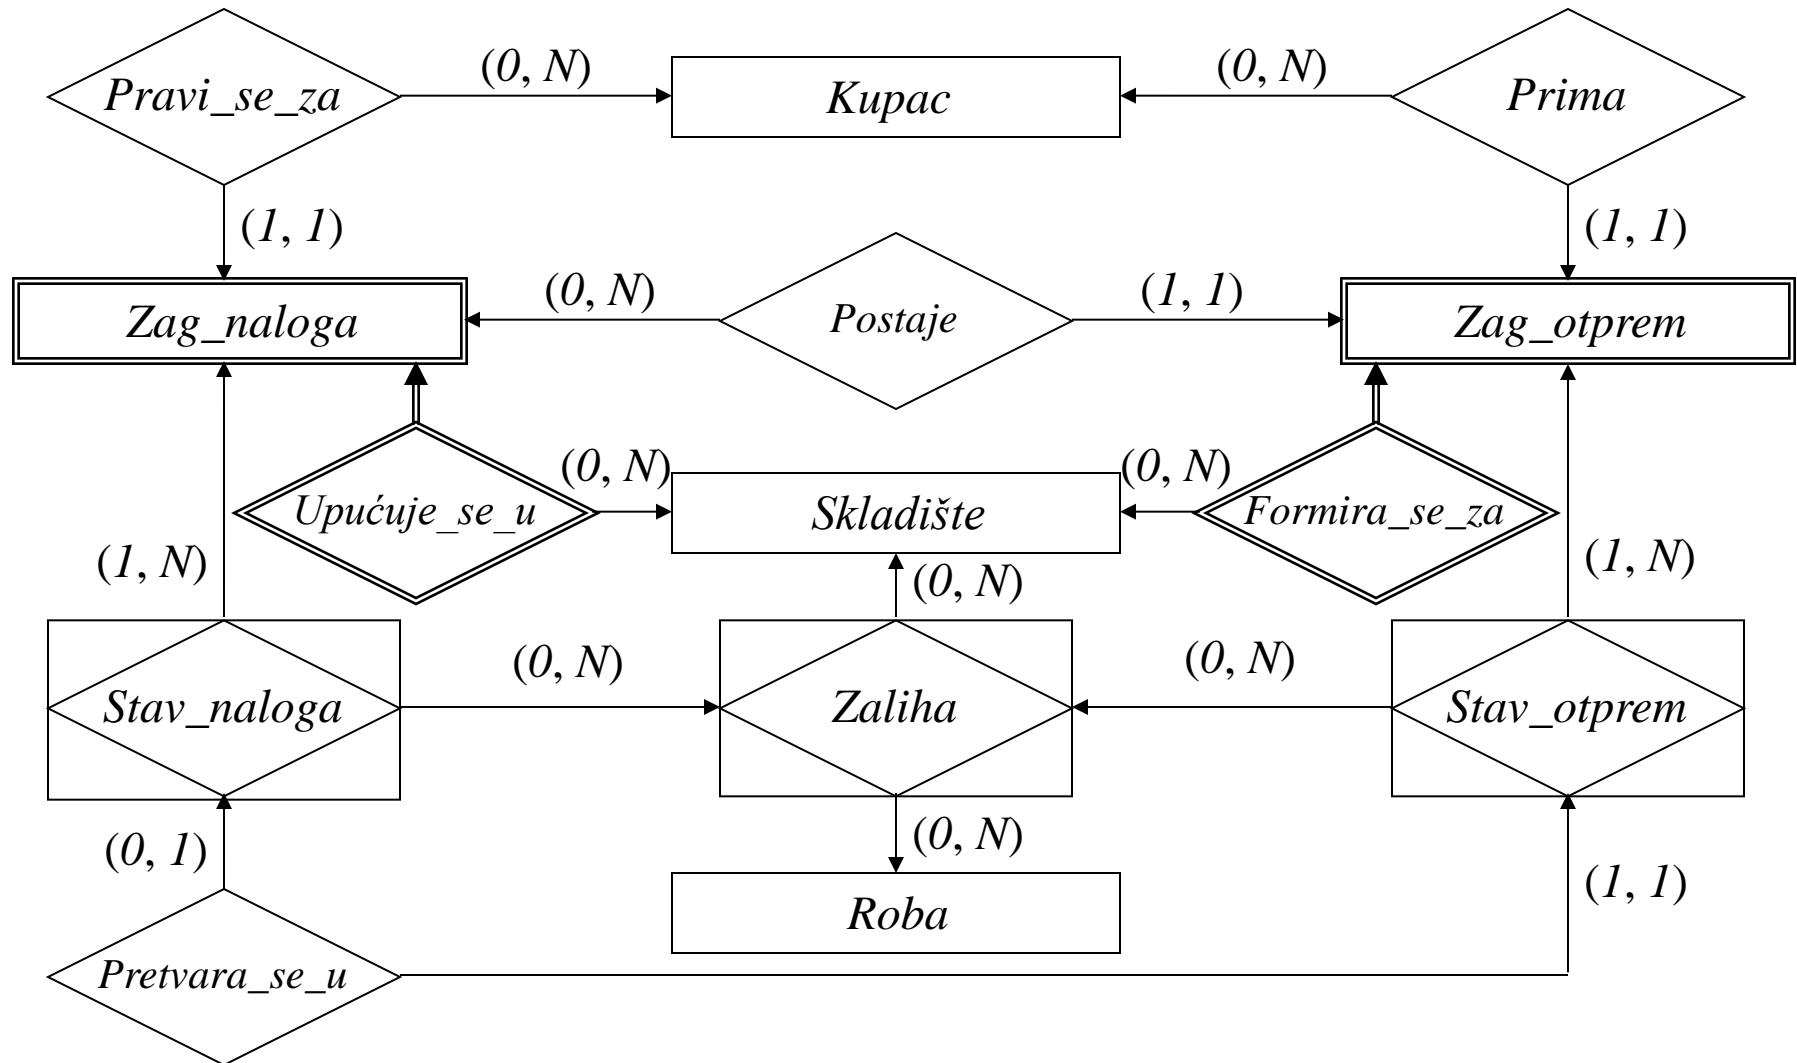 (0, N)
(0, N)
Pravi_se_za
Kupac
Prima
(1, 1)
(1, 1)
(0, N)
(1, 1)
Zag_naloga
Postaje
Zag_otprem
(0, N)
(0, N)
Upućuje_se_u
Skladište
Formira_se_za
(1, N)
(0, N)
(1, N)
(0, N)
(0, N)
Stav_naloga
Zaliha
Stav_otprem
(0, 1)
(0, N)
(1, 1)
Roba
Pretvara_se_u